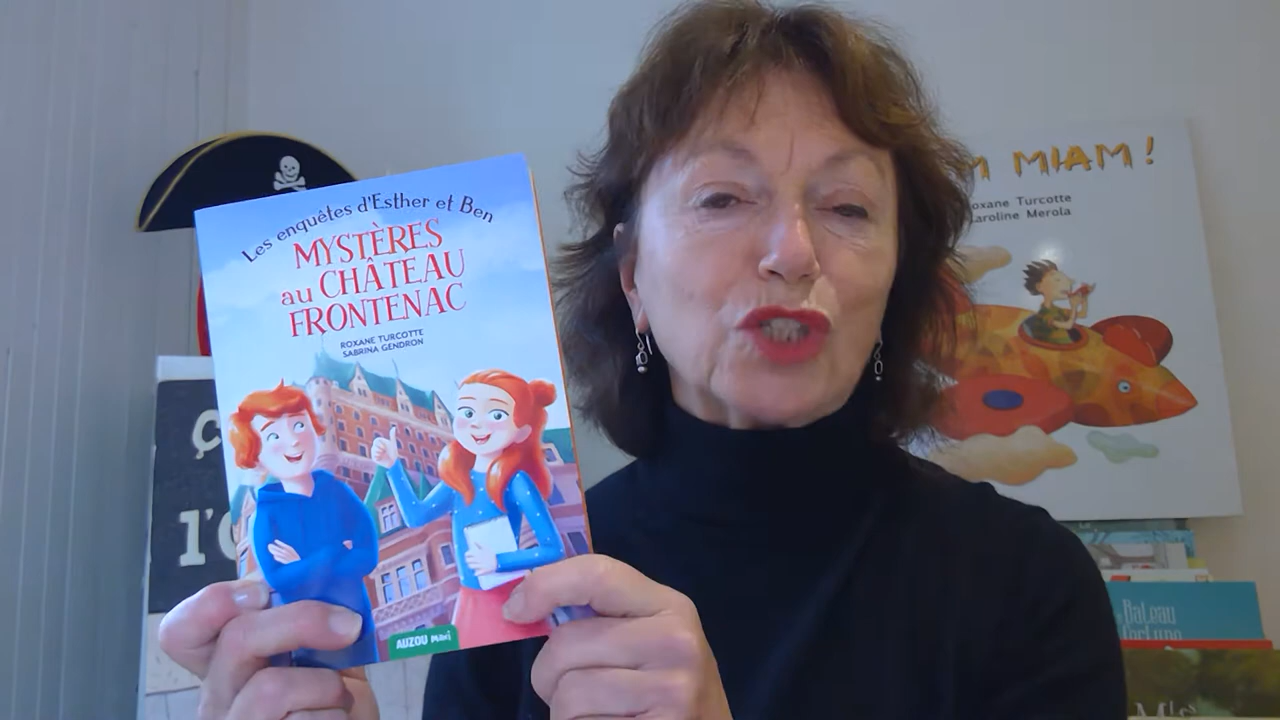 Les enquêtes d'Esther et Ben
MYSTÈRES
au CHÂTEAU
FRONTENAC
ROXANE TURCOTTE
SABRINA GENDRON
AUZOU
MIAM !
Roxane Turcotte
Caroline Merola
l'
Bateau